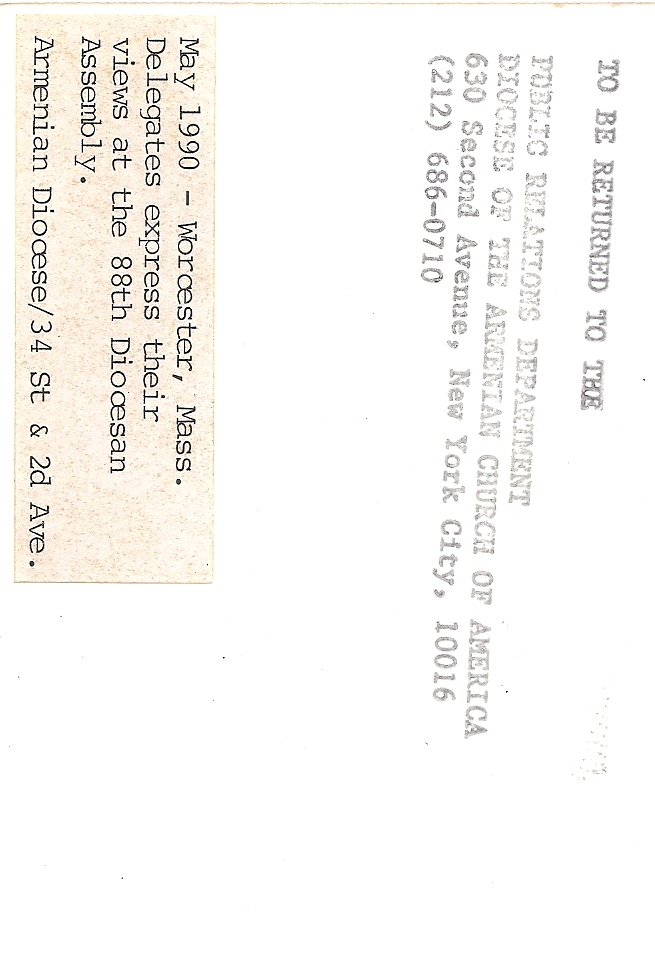 TO BE RETURNED TO THE
PUBLIC RELATIONS DEPARTMENT
DIOCESE OF THE ARMENIAN CHURCH OF AMERICA
630 Second Avenue, New York City, 10016
(212) 686-0710
May 1990 - Worcester, Mass.
Delegates express their
views at the 88th Diocesan
Assembly.
Armenian Diocese/34 St & 2d Ave.